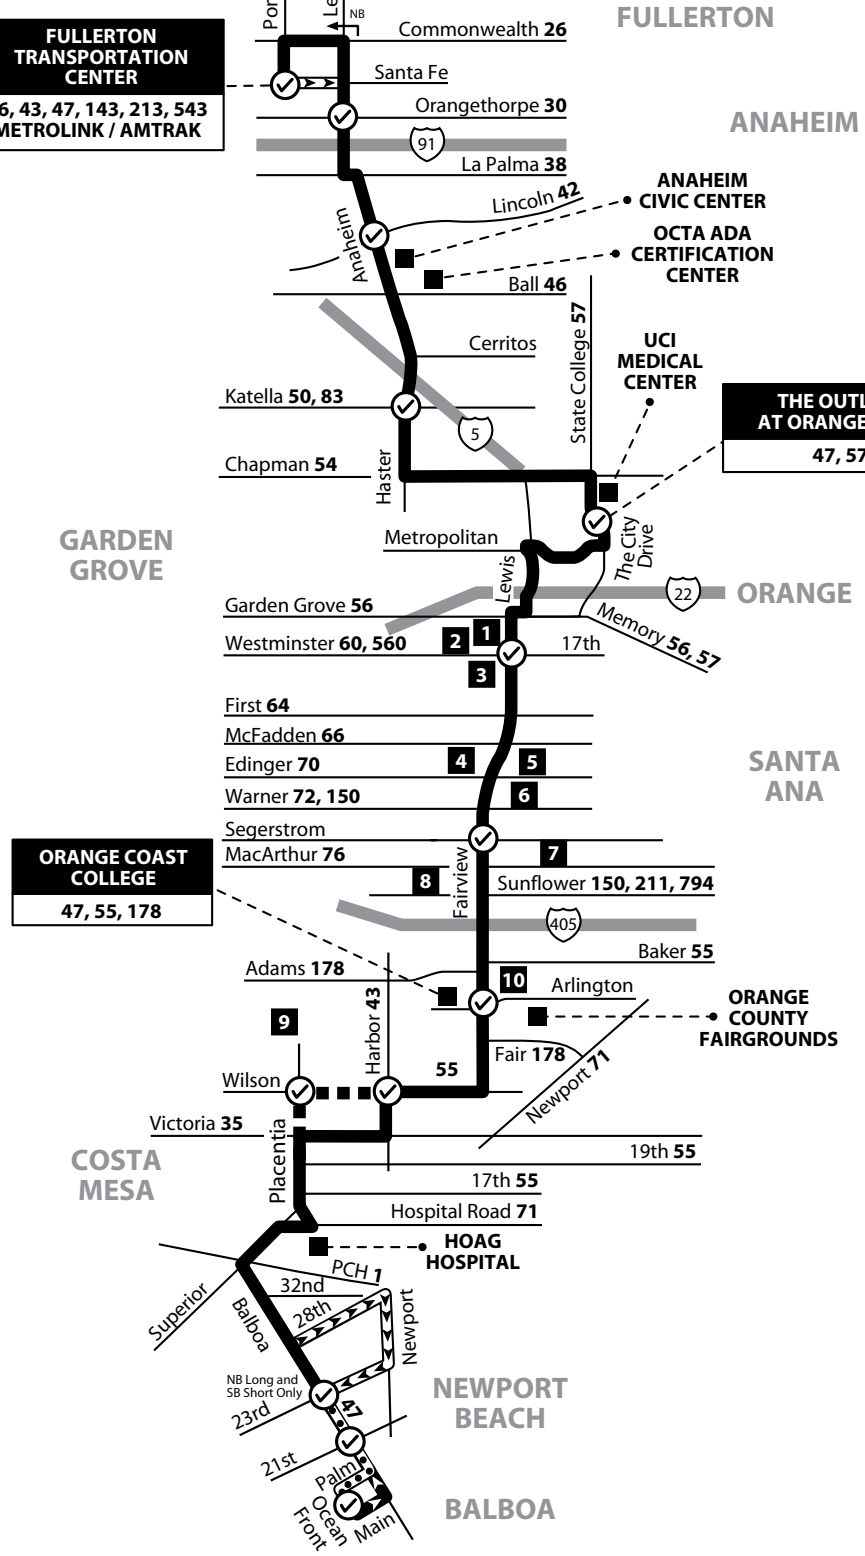 NB
Commonwealth 26
FULLERTON
FULLERTON
TRANSPORTATION
CENTER
43, 47, 143, 213, 543
METROLINK / AMTRAK
Santa Fe
Orangethorpe 30
ANAHEIM
91
La Palma 38
Lincoln 42
ANAHEIM
CIVIC CENTER
Anaheim
OCTA ADA
CERTIFICATION
CENTER
Ball 46
State College 57
Cerritos
UCI
MEDICAL
CENTER
Katella 50, 83
THE
AT ORANGE
47, 57
5
Chapman 54
Haster
GARDEN
GROVE
Metropolitan
Lewis
The City
Drive
22
ORANGE
Garden Grove 56
Memory 56, 57
1
Westminster 60, 560
2
17th
3
First 64
McFadden 66
Edinger 70
4
5
SANTA
ANA
Warner 72, 150
6
Segerstrom
ORANGE COAST
COLLEGE
47, 55, 178
MacArthur 76
7
Fairview
8
Sunflower 150, 211, 794
405
Baker 55
Adams 178
10
Arlington
Harbor 43
ORANGE
COUNTY
FAIRGROUNDS
9
Fair 178
Newport 71
55
Wilson
Victoria 35
19th 55
COSTA
MESA
Placentia
17th 55
Hospital Road 71
HOAG
HOSPITAL
PCH 1
32nd
28th
Superior
Balboa
Newport
NB Long and
SB Short Only
23rd
47
NEWPORT
BEACH
21st
Palm
Ocean
Front
Main
BALBOA